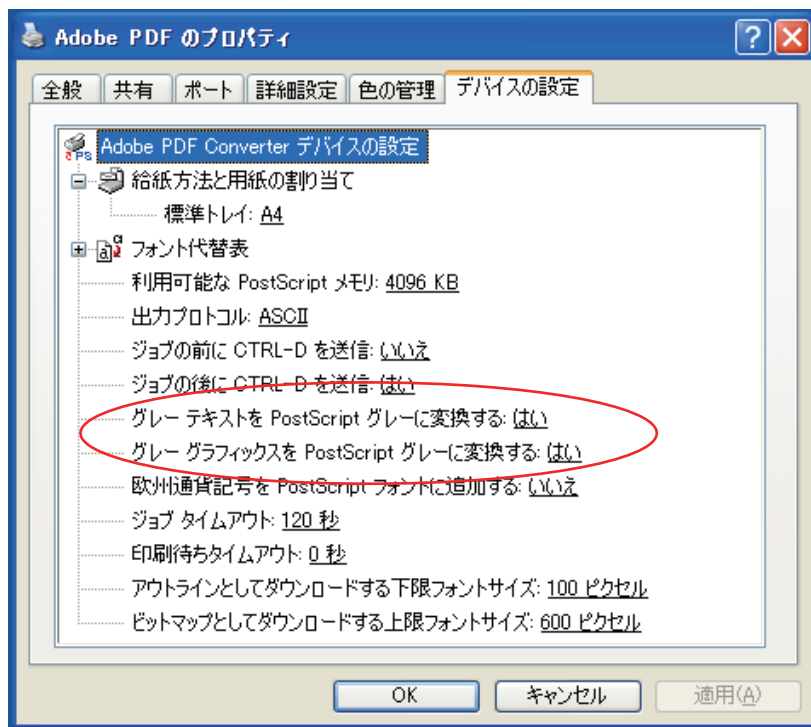 Adobe PDF のプロパティ
全般 共有 ポート 詳細設定 色の管理 デバイスの設定
Adobe PDF Converter デバイスの設定
給紙方法と用紙の割り当て
標準トレイ: A4
フォント代替表
利用可能な PostScript メモリ: 4096 KB
出力プロトコル: ASCII
ジョブの前に CTRL-D を送信: いいえ
ジョブの後に CTRL-D を送信: はい
グレー テキストを PostScript グレーに変換する: はい
グレー グラフィックスを PostScript グレーに変換する: はい
欧州通貨記号を PostScript フォントに追加する: いいえ
ジョブ タイムアウト: 120 秒
印刷待ちタイムアウト: 0 秒
アウトラインとしてダウンロードする下限フォントサイズ: 100 ピクセル
ビットマップとしてダウンロードする上限フォントサイズ: 600 ピクセル
OK キャンセル 適用(A)